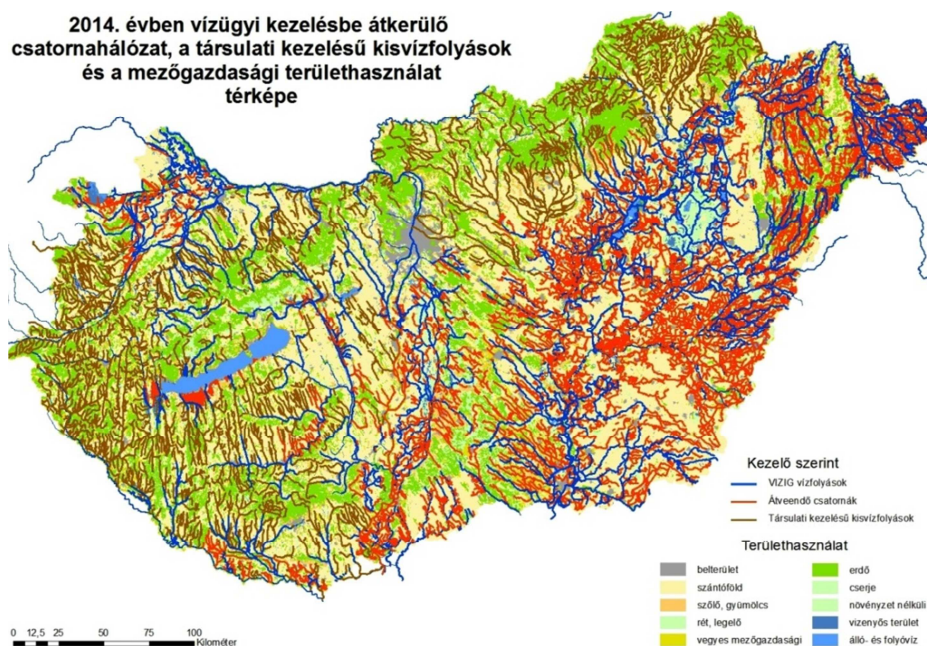 2014. évben vízügyi kezelésbe átkerülő
csatornahálózat, a társulati kezelésű kisvízfolyások
és a mezőgazdasági területhasználat
térképe
Kezelő szerint
VIZIG vízfolyások
Átveendő csatornák
Társulati kezelésű kisvízfolyások
Területhasználat
belterület
szántóföld
szőlő, gyümölcs
rét, legelő
vegyes mezőgazdasági
erdő
cserje
növényzet nélküli
vizenyős terület
álló- és folyóvíz
0 12,5 25 50 75 100
Kilométer